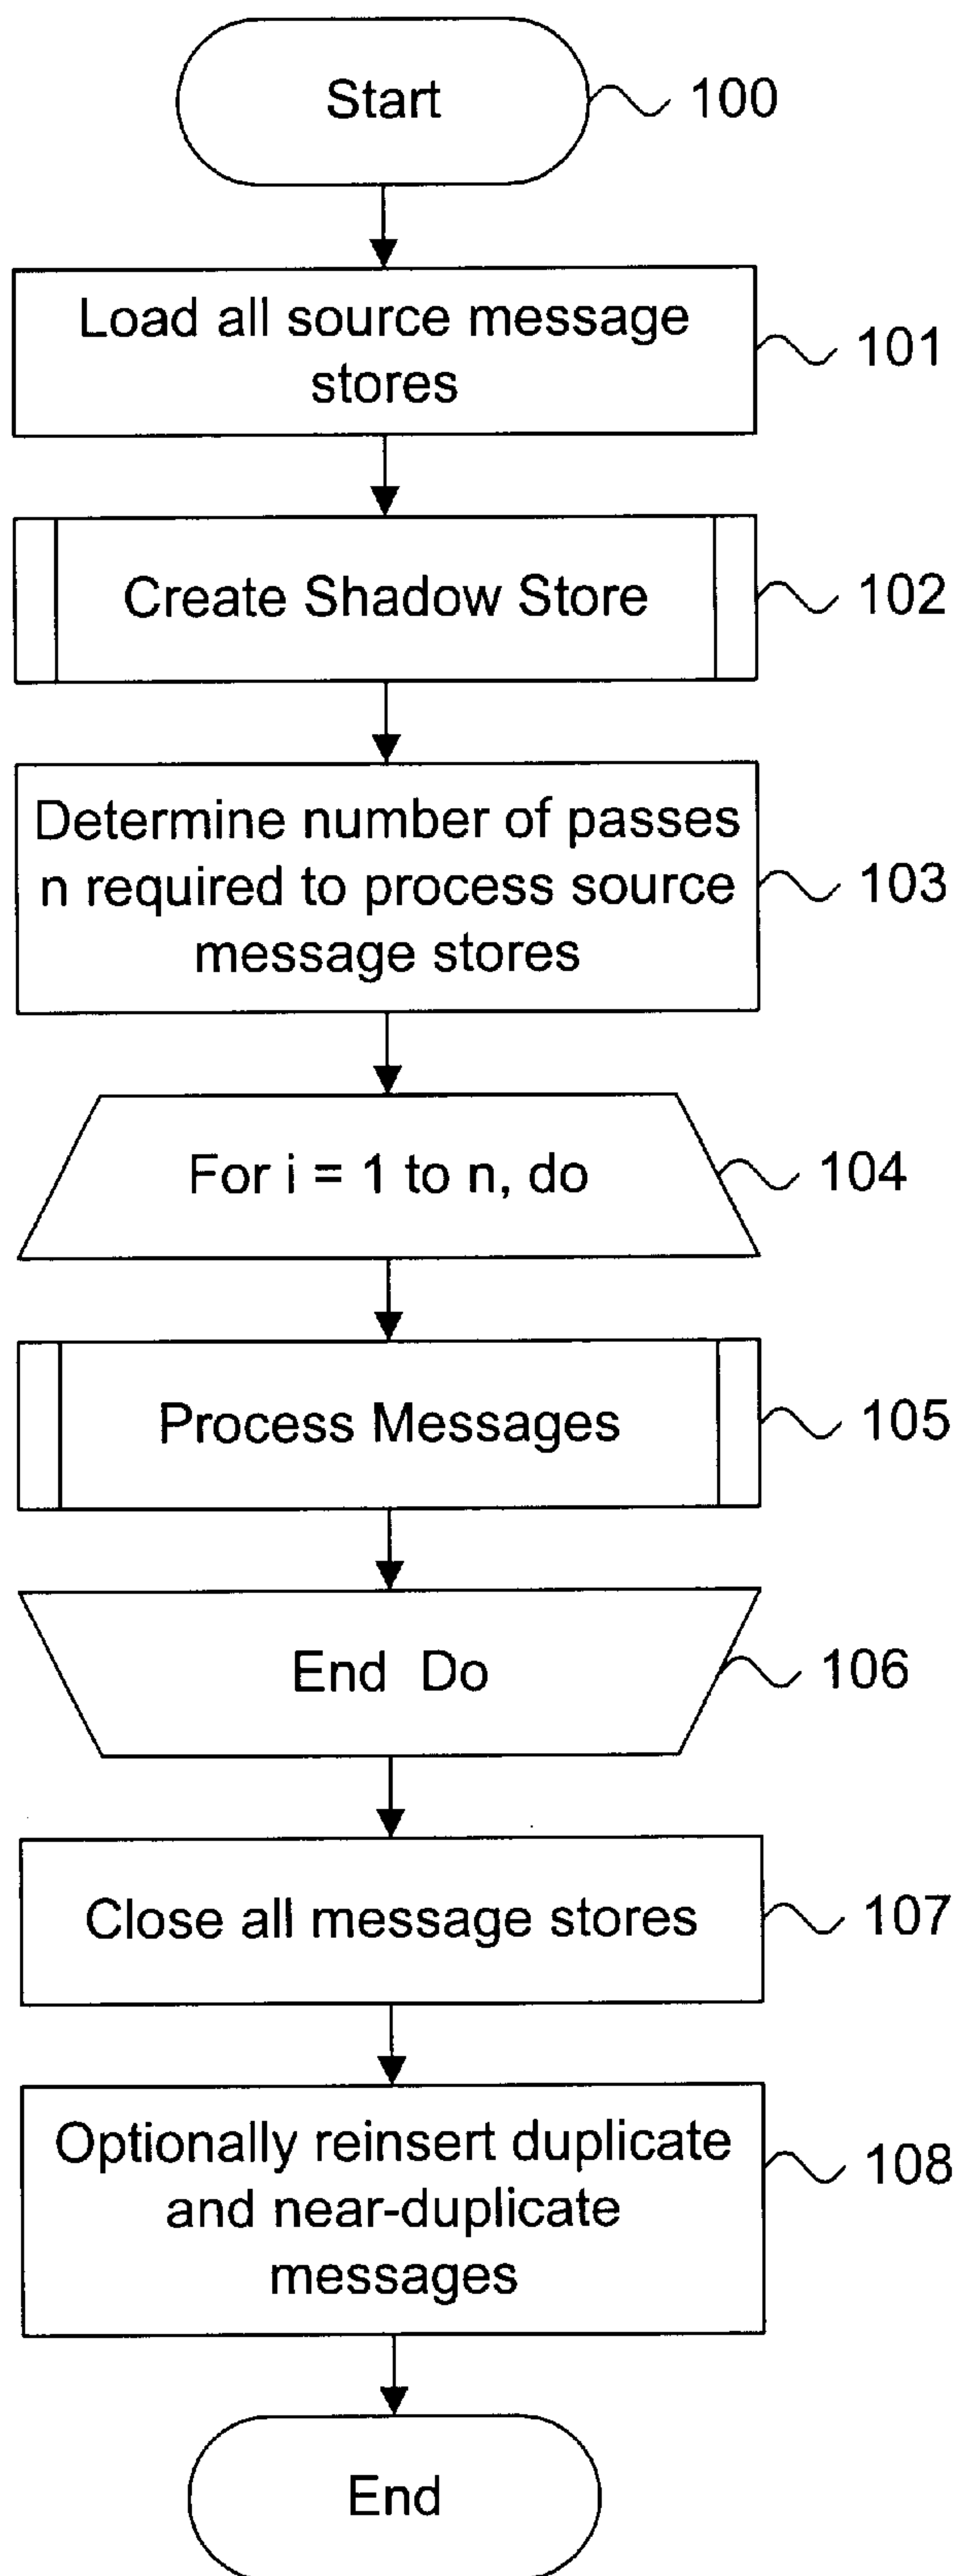 Start
100
Load all source message
stores
101
Create Shadow Store
102
Determine number of passes
n required to process source
message stores
103
For i = 1 to n, do
104
Process Messages
105
End Do
106
Close all message stores
107
Optionally reinsert duplicate
and near-duplicate
messages
108
End